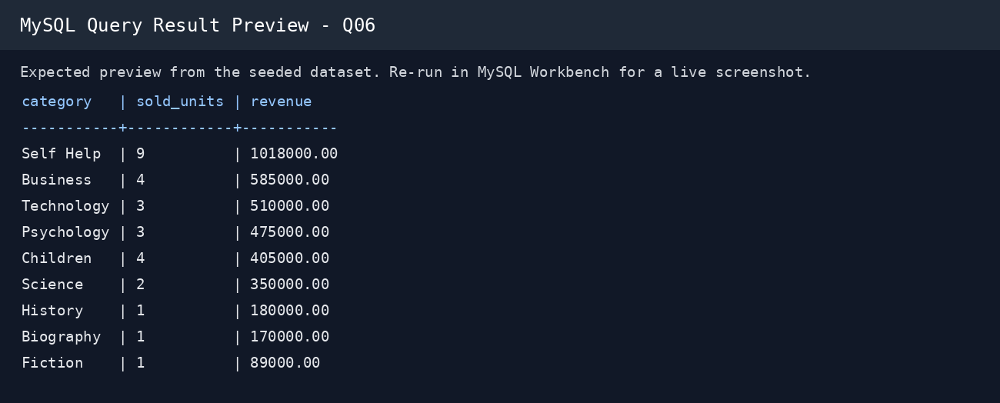 MySQL Query Result Preview - Q06
Expected preview from the seeded dataset. Re-run in MySQL Workbench for a live screenshot.
category   | sold_units | revenue
-----------+------------+-----------
Self Help  | 9          | 1018000.00
Business   | 4          | 585000.00
Technology | 3          | 510000.00
Psychology | 3          | 475000.00
Children   | 4          | 405000.00
Science    | 2          | 350000.00
History    | 1          | 180000.00
Biography  | 1          | 170000.00
Fiction    | 1          | 89000.00